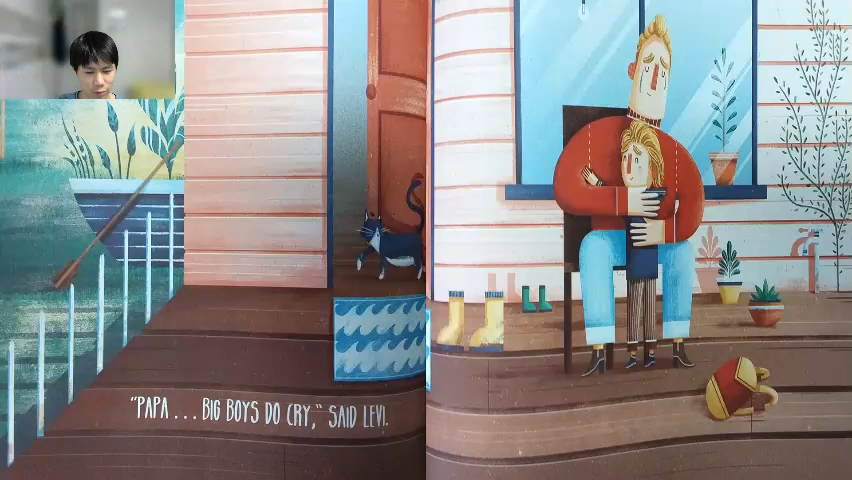 "PAPA . . . BIG BOYS DO CRY," SAID LEVI.